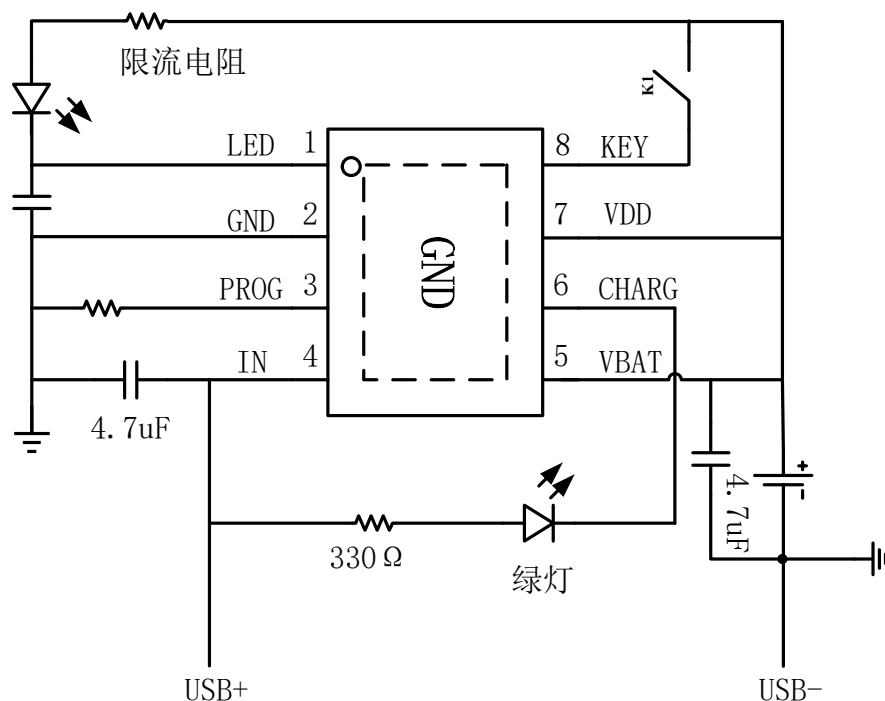 限流电阻
K1
LED 1
8 KEY
GND 2
7 VDD
GND
PROG 3
6 CHARG
IN 4
5 VBAT
4.7uF
+
-
4.7uF
330Ω
绿灯
USB+
USB-